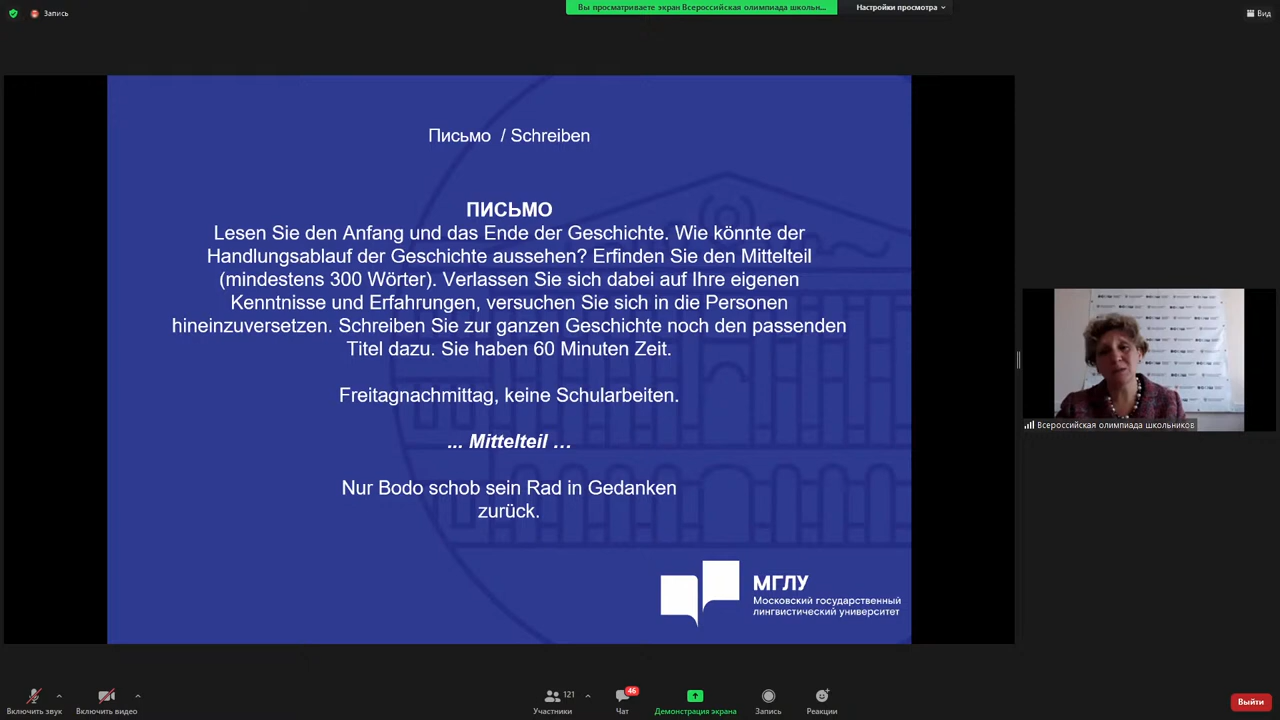 Запись
Вы просматриваете экран Всероссийская олимпиада школьн...
Настройки просмотра
Вид
Письмо / Schreiben
ПИСЬМО
Lesen Sie den Anfang und das Ende der Geschichte. Wie könnte der
Handlungsablauf der Geschichte aussehen? Erfinden Sie den Mittelteil
(mindestens 300 Wörter). Verlassen Sie sich dabei auf Ihre eigenen
Kenntnisse und Erfahrungen, versuchen Sie sich in die Personen
hineinzuversetzen. Schreiben Sie zur ganzen Geschichte noch den passenden
Titel dazu. Sie haben 60 Minuten Zeit.
Freitagnachmittag, keine Schularbeiten.
... Mittelteil ...
Nur Bodo schob sein Rad in Gedanken
zurück.
МГЛУ
Московский государственный
лингвистический университет
Всероссийская олимпиада школьников
Включить звук
Включить видео
121
Участники
46
Чат
Демонстрация экрана
Запись
Реакции
Выйти